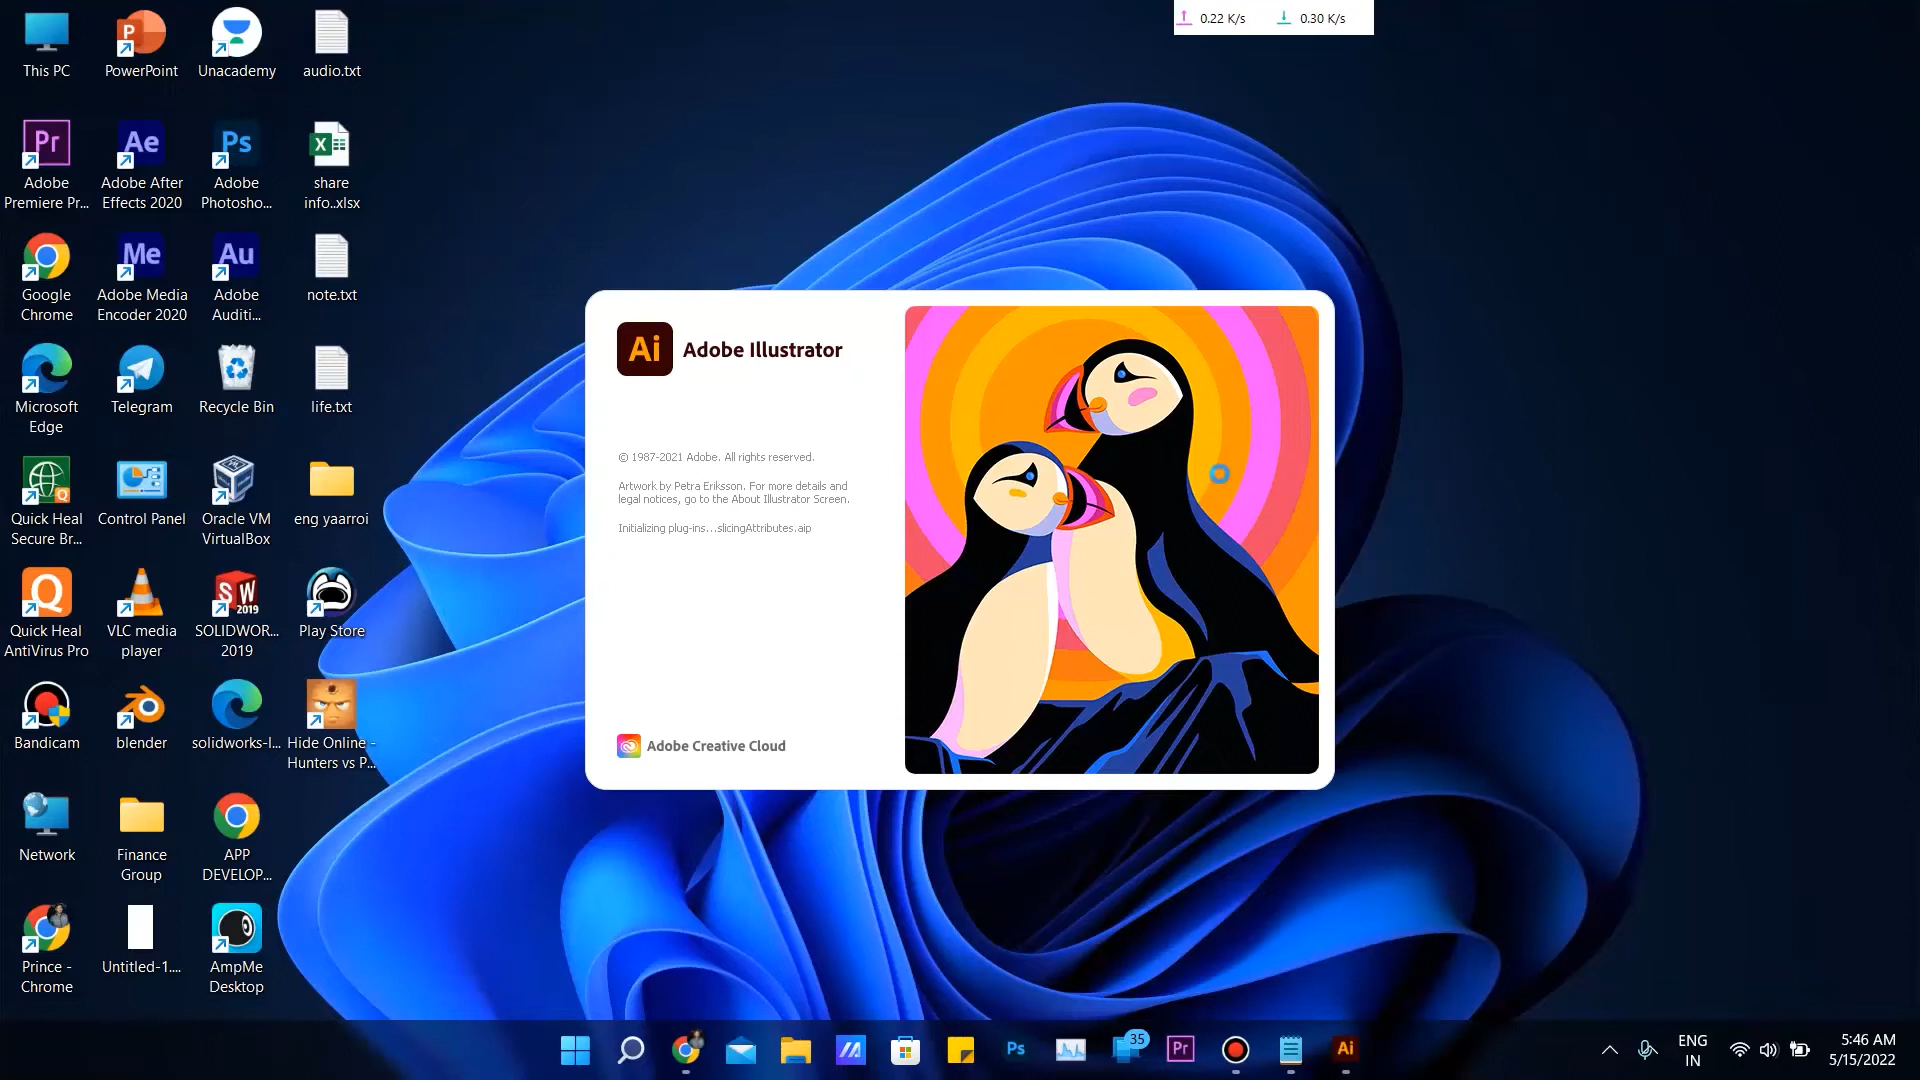 0.22 K/s 0.30 K/s
This PC
PowerPoint
Unacademy
audio.txt
Adobe
Premiere Pr...
Adobe After
Effects 2020
Adobe
Photosho...
share
info..xlsx
Google
Chrome
Adobe Media
Encoder 2020
Adobe
Auditi...
note.txt
Microsoft
Edge
Telegram
Recycle Bin
life.txt
Quick Heal
Secure Br...
Control Panel
Oracle VM
VirtualBox
eng yaarroi
Quick Heal
AntiVirus Pro
VLC media
player
SW
2019
SOLIDWOR...
2019
Play Store
Bandicam
blender
solidworks-l...
Hide Online -
Hunters vs P...
Network
Finance
Group
APP
DEVELOP...
Prince -
Chrome
Untitled-1....
AmpMe
Desktop
P
Pr
Ae
Ps
X
Me
Au
Ai Adobe Illustrator
© 1987-2021 Adobe. All rights reserved.
Artwork by Petra Eriksson. For more details and
legal notices, go to the About Illustrator Screen.
Initializing plug-ins...slicingAttributes.aip
Adobe Creative Cloud
Ps
35
Pr
Ai
ENG
IN
5:46 AM
5/15/2022